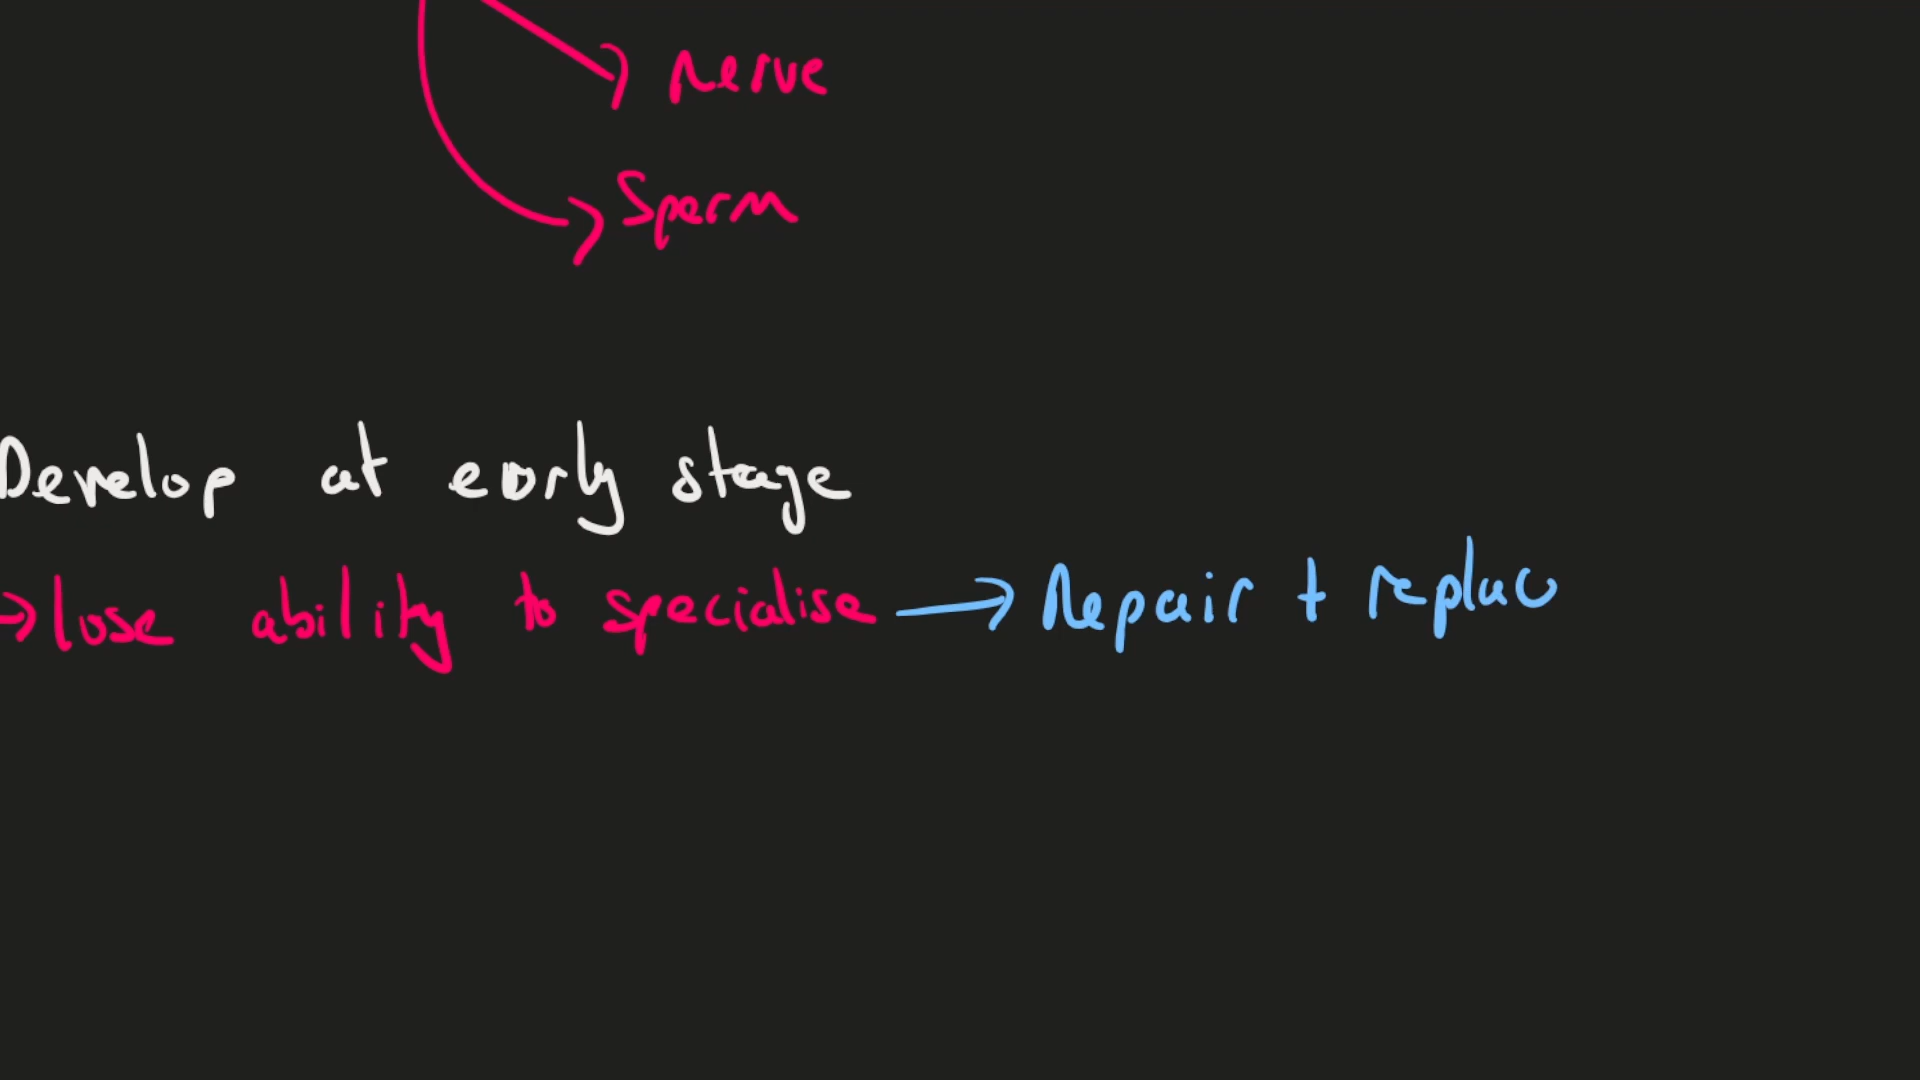 nerve
Sperm
Develop at early stage
→ lose ability to specialise → Repair + replac